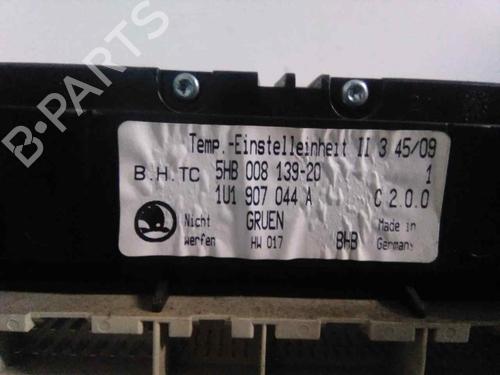 B-PARTS
Temp.-Einstelleinheit II 3 45/09
B.H.TC 5HB 008 139-20 1
1U1 907 044 A C 2.0.0
Nicht GRUEN Made in
werfen HW 017 BHB Germany